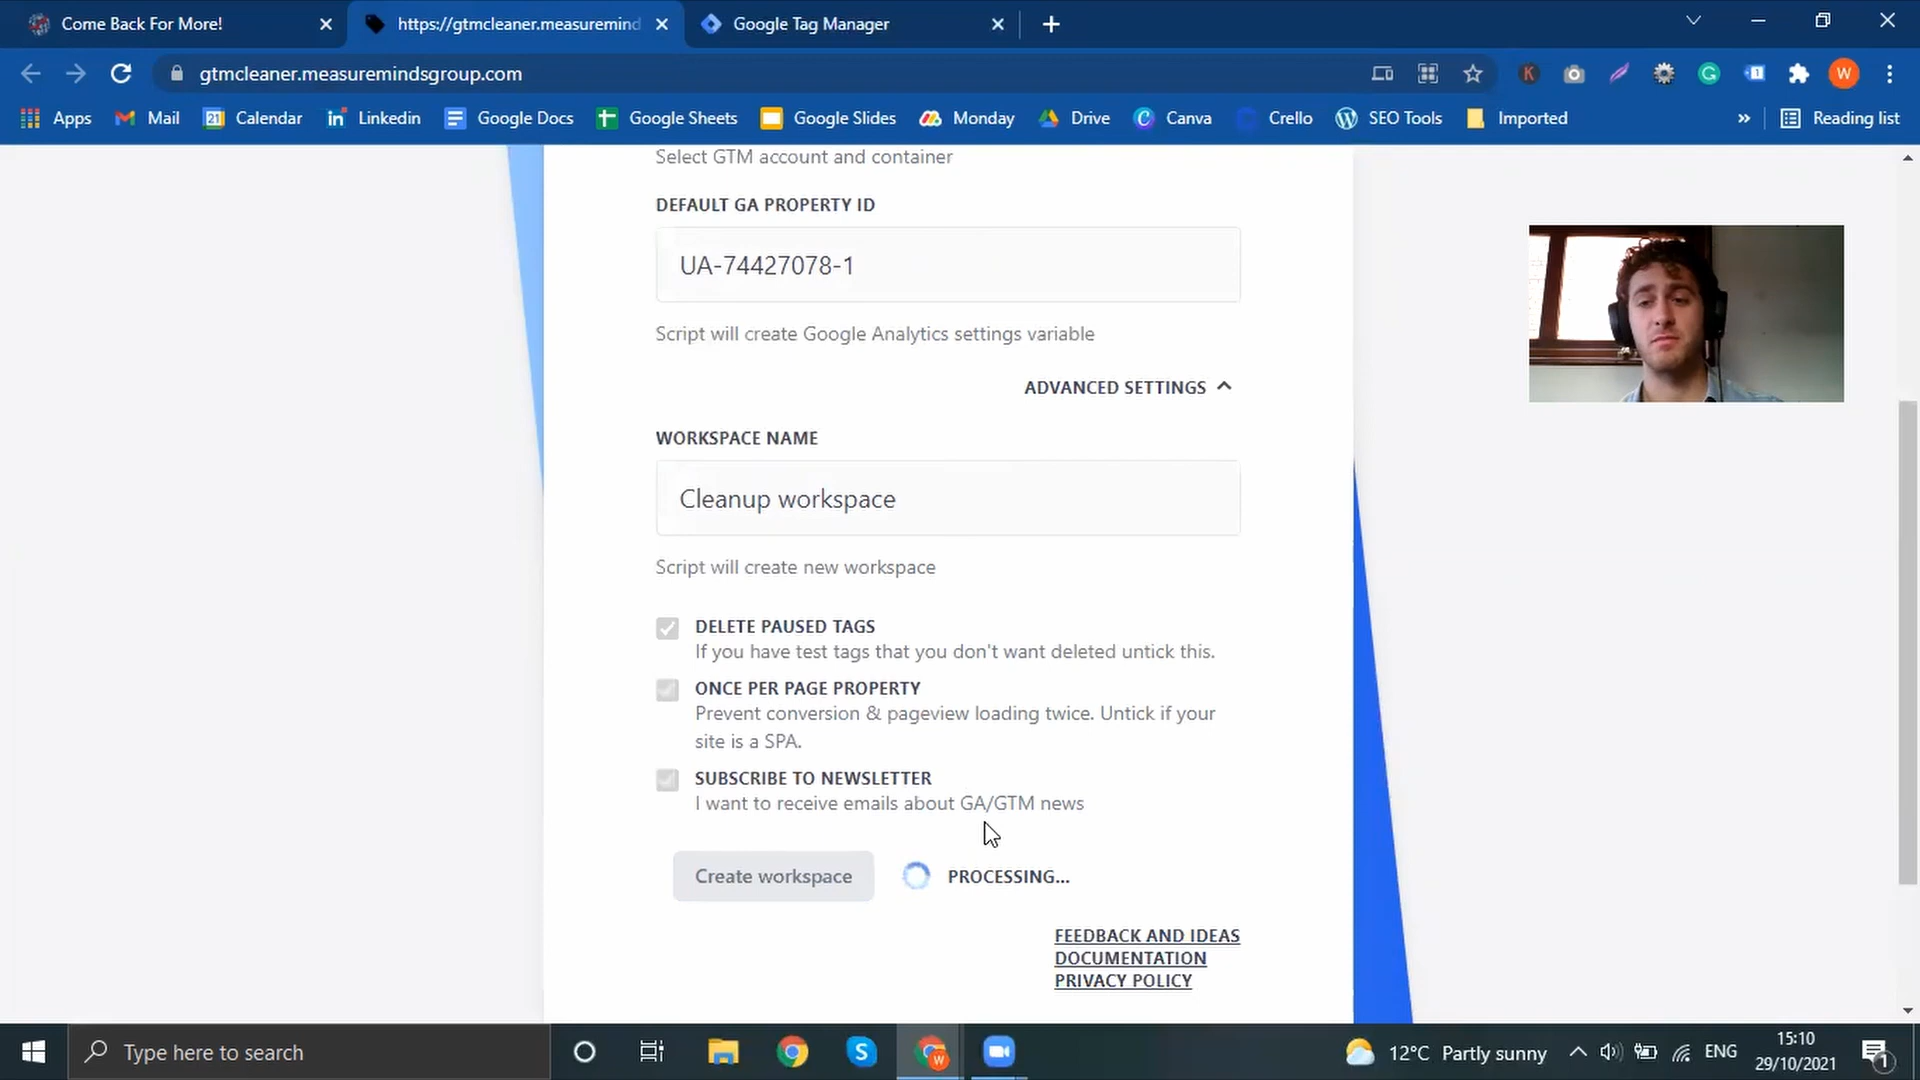 Come Back For More!
https://gtmcleaner.measuremind
Google Tag Manager
gtmcleaner.measuremindsgroup.com
K
G
1
W
Apps
Mail
21
Calendar
in
Linkedin
Google Docs
Google Sheets
Google Slides
Monday
Drive
C
Canva
Crello
SEO Tools
Imported
»
Reading list
Select GTM account and container
DEFAULT GA PROPERTY ID
UA-74427078-1
Script will create Google Analytics settings variable
ADVANCED SETTINGS
WORKSPACE NAME
Cleanup workspace
Script will create new workspace
DELETE PAUSED TAGS
If you have test tags that you don't want deleted untick this.
ONCE PER PAGE PROPERTY
Prevent conversion & pageview loading twice. Untick if your
site is a SPA.
SUBSCRIBE TO NEWSLETTER
I want to receive emails about GA/GTM news
Create workspace
PROCESSING...
FEEDBACK AND IDEAS
DOCUMENTATION
PRIVACY POLICY
Type here to search
S
W
12°C Partly sunny
ENG
15:10
29/10/2021
1